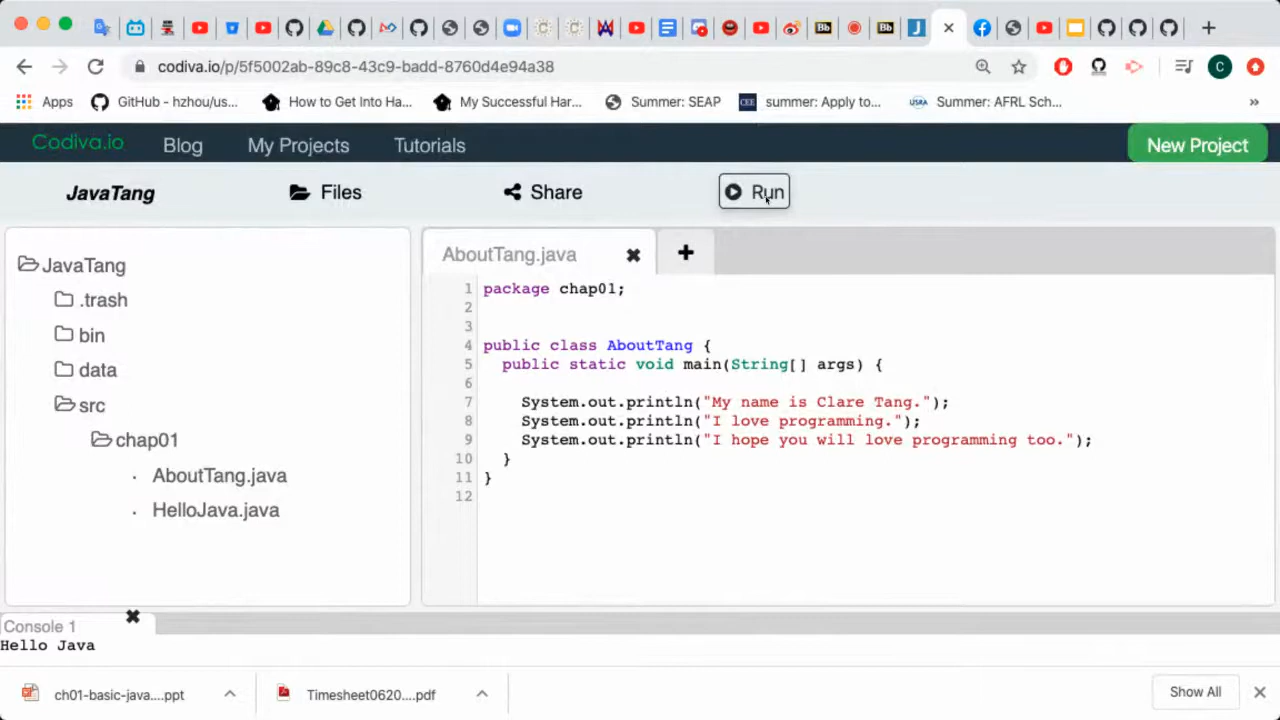 codiva.io/p/5f5002ab-89c8-43c9-badd-8760d4e94a38
C
Apps
GitHub - hzhou/us...
How to Get Into Ha...
My Successful Har...
Summer: SEAP
CEE
summer: Apply to...
USRA
Summer: AFRL Sch...
»
Codiva.io
Blog
My Projects
Tutorials
New Project
JavaTang
Files
Share
Run
JavaTang
.trash
bin
data
src
chap01
AboutTang.java
HelloJava.java
AboutTang.java
1 package chap01;
2
3
4 public class AboutTang {
5 public static void main(String[] args) {
6
7 System.out.println("My name is Clare Tang.");
8 System.out.println("I love programming.");
9 System.out.println("I hope you will love programming too.");
10 }
11 }
12
Console 1
Hello Java
ch01-basic-java....ppt
Timesheet0620....pdf
Show All